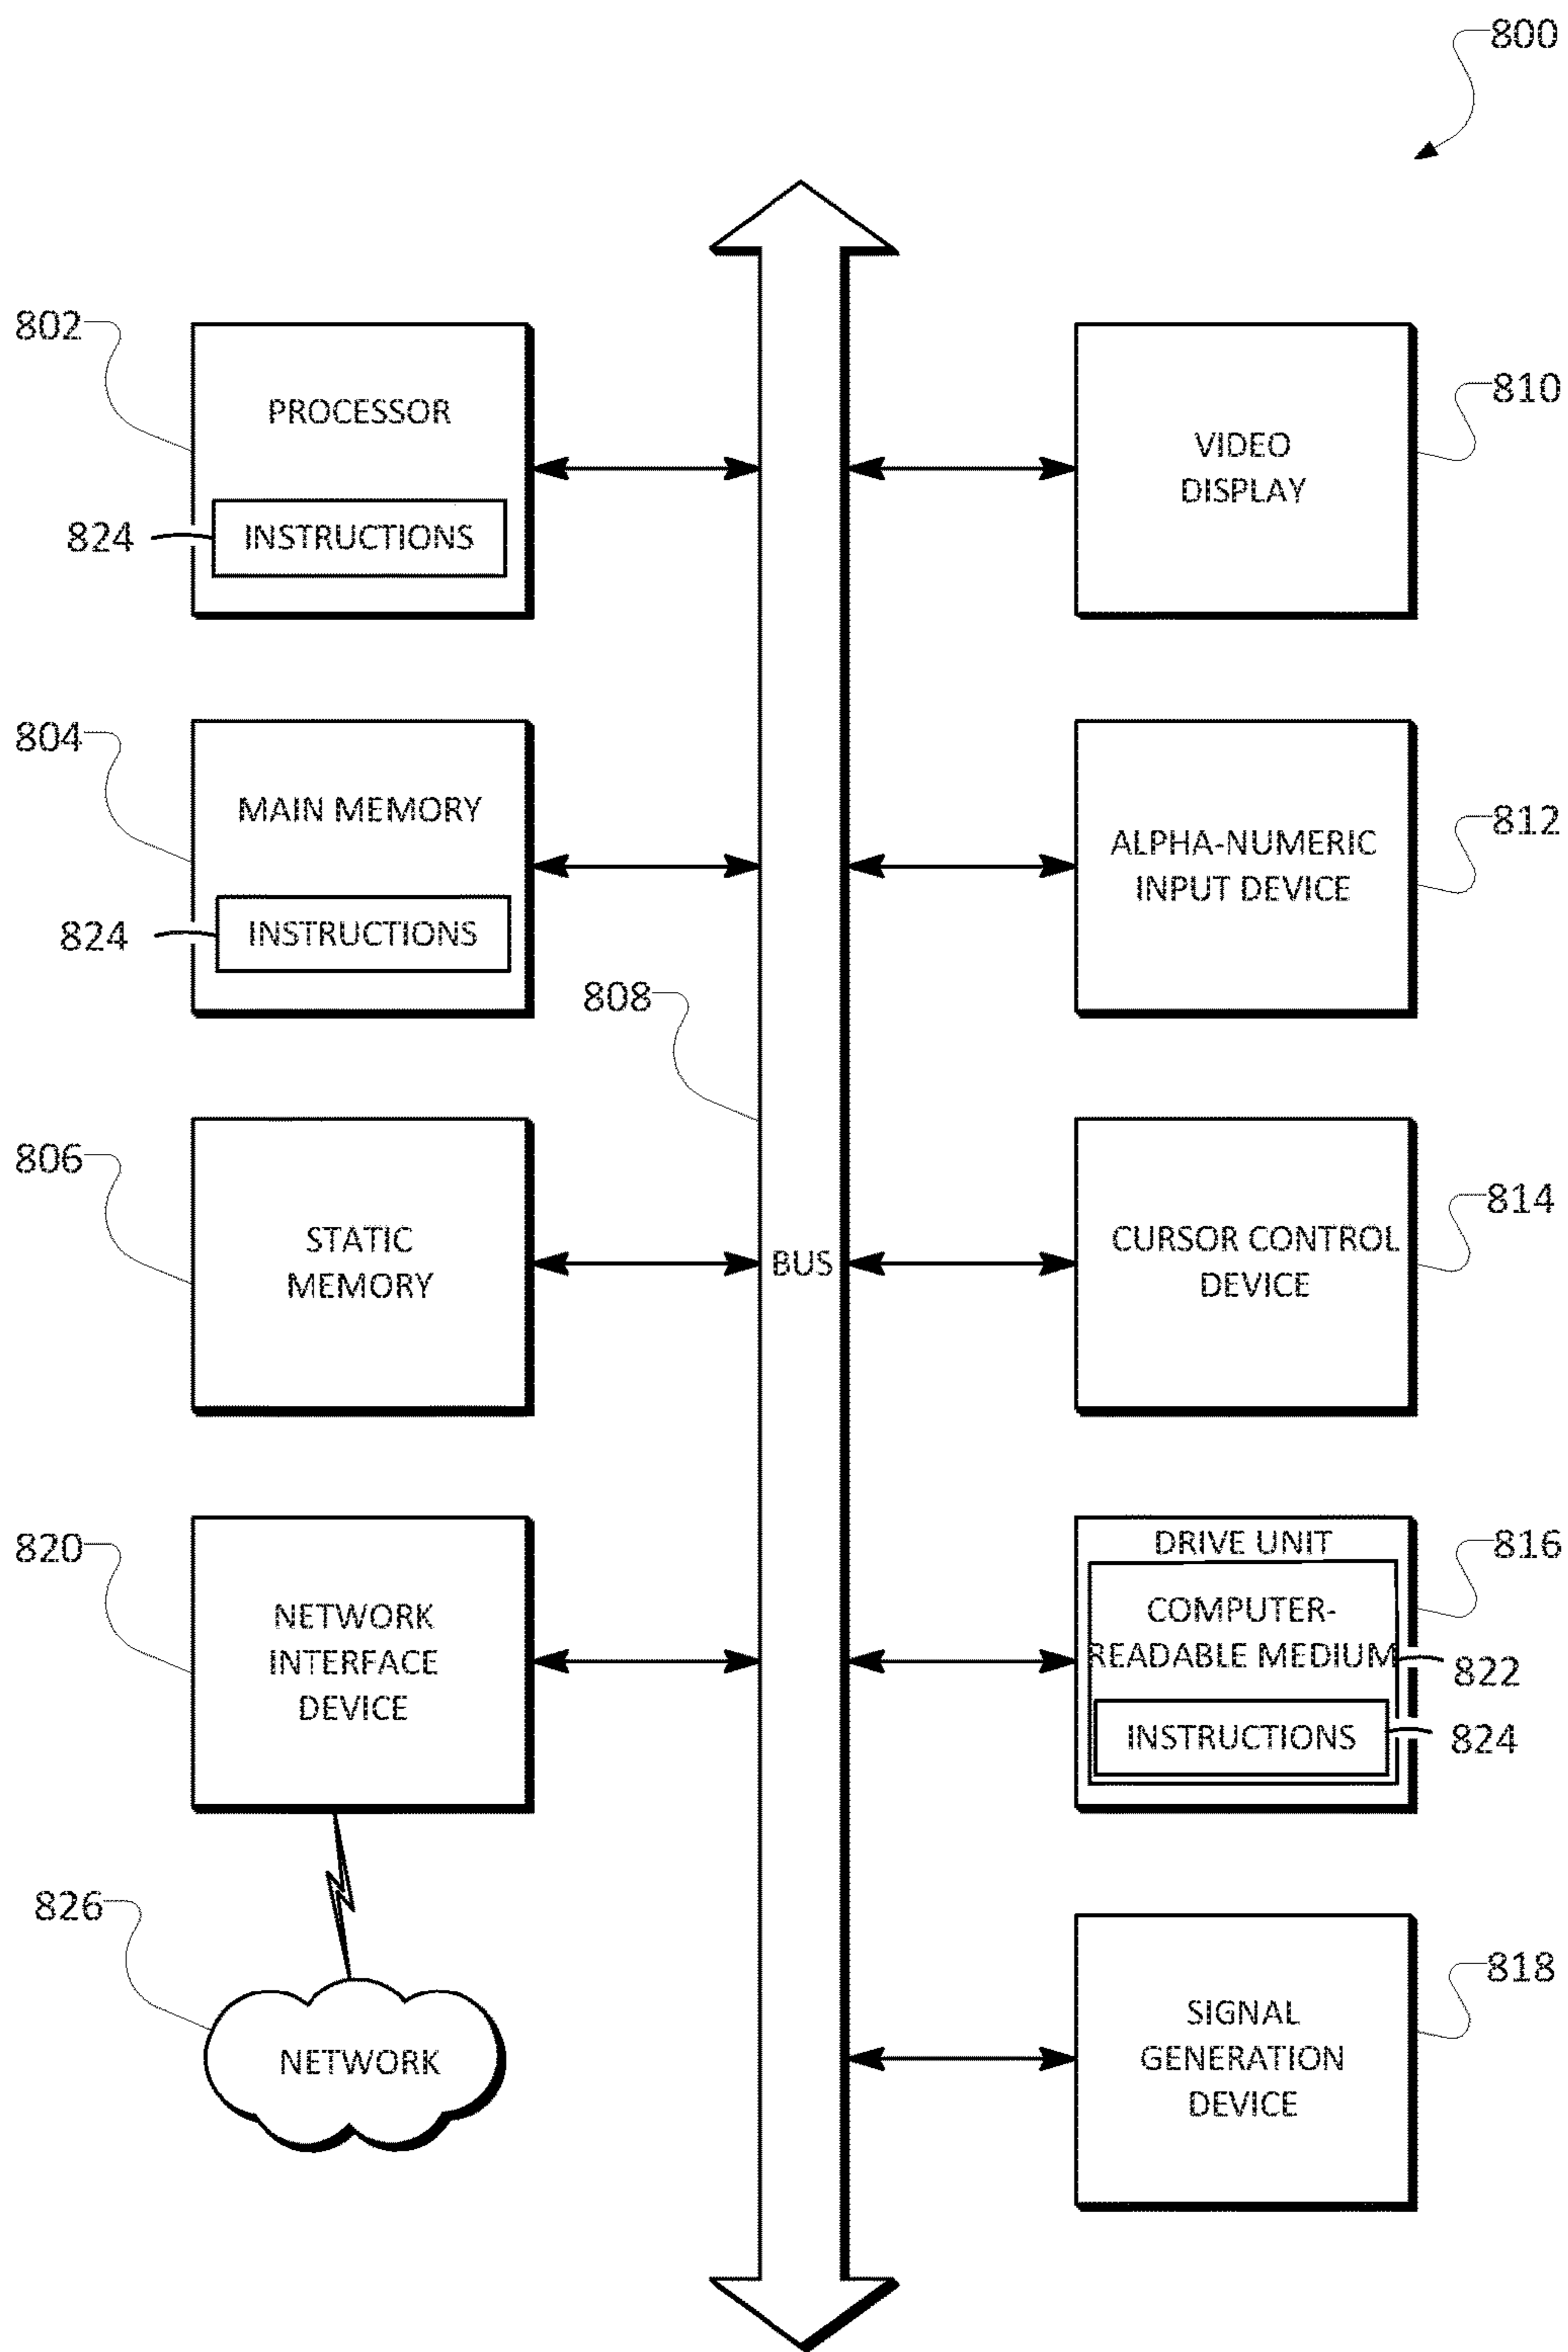 800
802
PROCESSOR
824
INSTRUCTIONS
804
MAIN MEMORY
824
INSTRUCTIONS
806
STATIC
MEMORY
820
NETWORK
INTERFACE
DEVICE
826
NETWORK
808
BUS
810
VIDEO
DISPLAY
812
ALPHA-NUMERIC
INPUT DEVICE
814
CURSOR CONTROL
DEVICE
816
DRIVE UNIT
COMPUTER-
READABLE MEDIUM
822
INSTRUCTIONS
824
818
SIGNAL
GENERATION
DEVICE